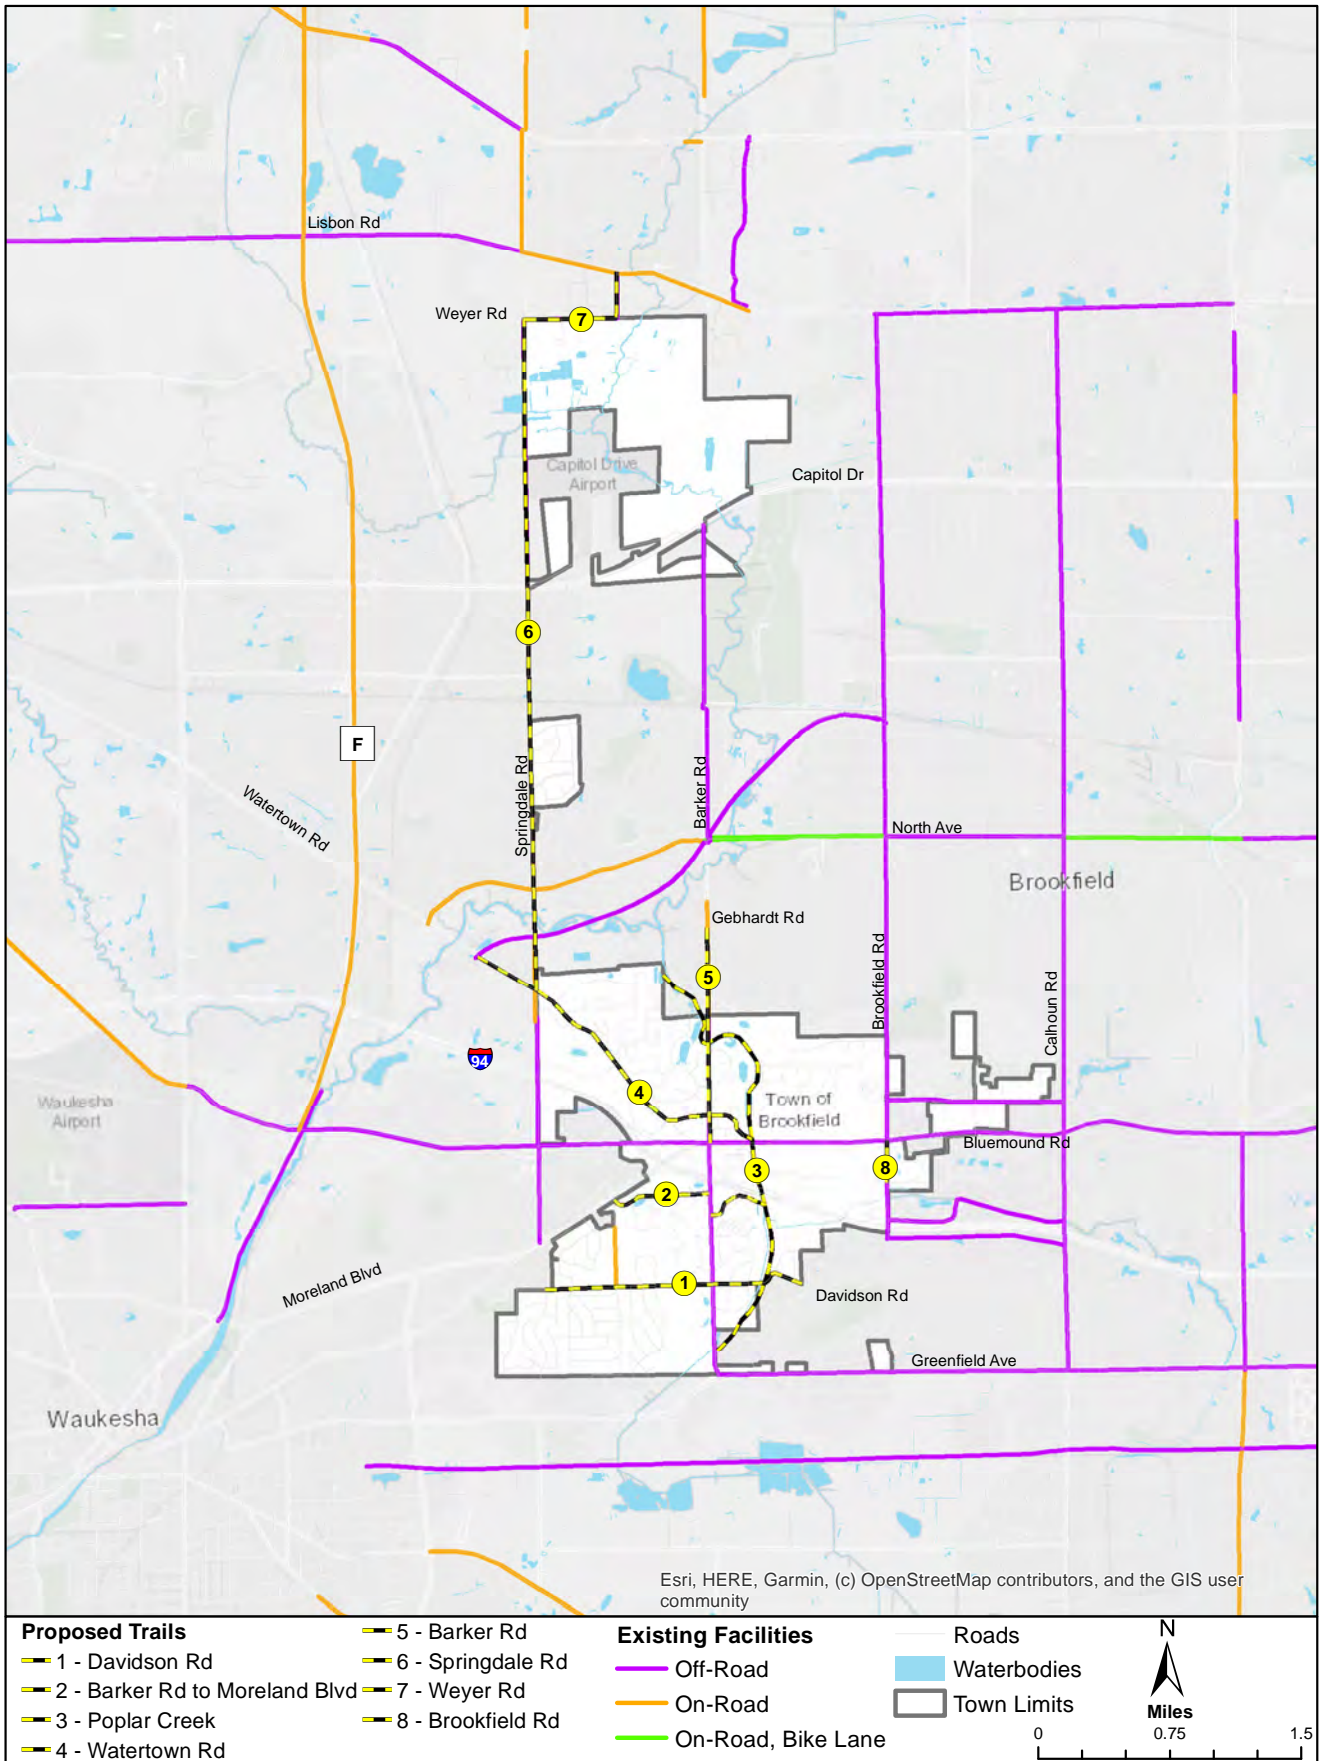 Lisbon Rd
Weyer Rd
7
Capitol Drive
Airport
Capitol Dr
6
F
Watertown Rd
Springdale Rd
Barker Rd
North Ave
Brookfield
Gebhardt Rd
5
Brookfield Rd
Calhoun Rd
94
4
Waukesha
Airport
Town of
Brookfield
Bluemound Rd
3
8
2
Moreland Blvd
1
Davidson Rd
Greenfield Ave
Waukesha
Esri, HERE, Garmin, (c) OpenStreetMap contributors, and the GIS user
community
Proposed Trails
1 - Davidson Rd
2 - Barker Rd to Moreland Blvd
3 - Poplar Creek
4 - Watertown Rd
5 - Barker Rd
6 - Springdale Rd
7 - Weyer Rd
8 - Brookfield Rd
Existing Facilities
Off-Road
On-Road
On-Road, Bike Lane
Roads
Waterbodies
Town Limits
N
Miles
0 0.75 1.5